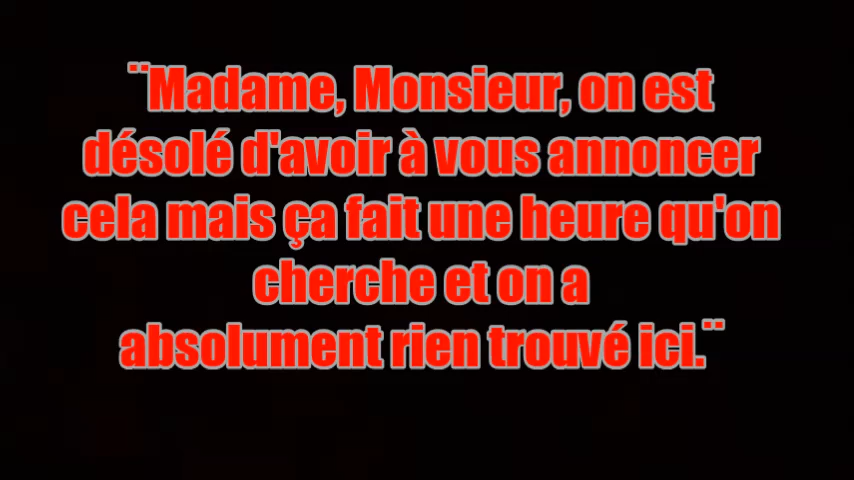 ¨Madame, Monsieur, on est
désolé d'avoir à vous annoncer
cela mais ça fait une heure qu'on
cherche et on a
absolument rien trouvé ici.¨